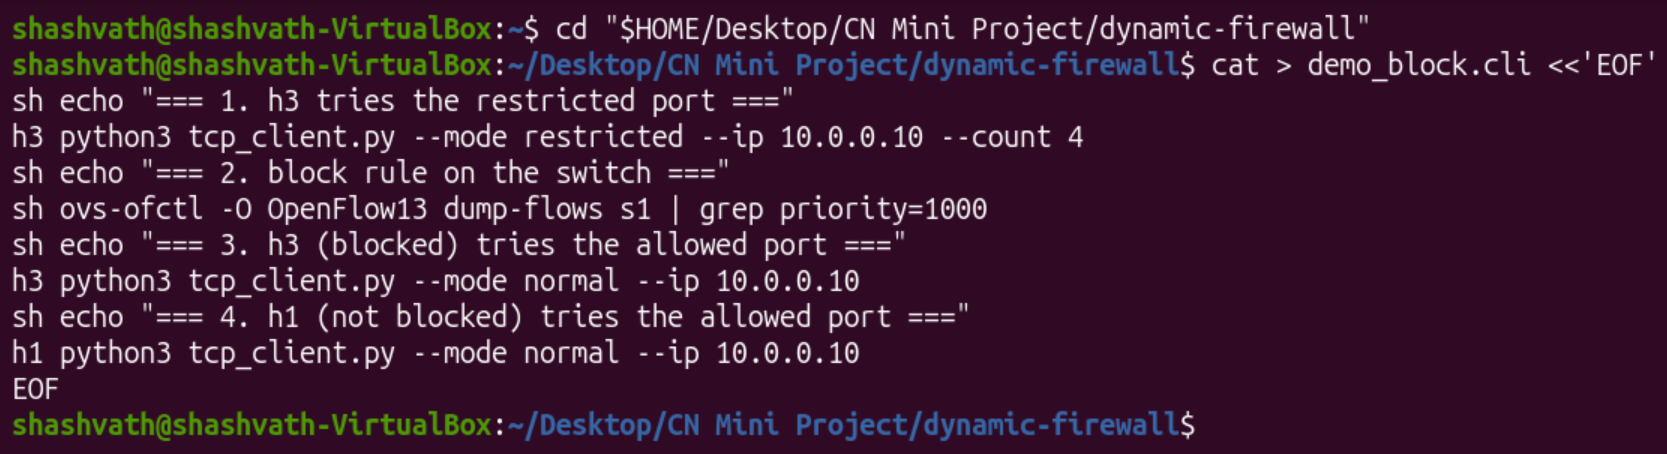 shashvath@shashvath-VirtualBox:~$ cd "$HOME/Desktop/CN Mini Project/dynamic-firewall"
shashvath@shashvath-VirtualBox:~/Desktop/CN Mini Project/dynamic-firewall$ cat > demo_block.cli <<'EOF'
sh echo "=== 1. h3 tries the restricted port ==="
h3 python3 tcp_client.py --mode restricted --ip 10.0.0.10 --count 4
sh echo "=== 2. block rule on the switch ==="
sh ovs-ofctl -O OpenFlow13 dump-flows s1 | grep priority=1000
sh echo "=== 3. h3 (blocked) tries the allowed port ==="
h3 python3 tcp_client.py --mode normal --ip 10.0.0.10
sh echo "=== 4. h1 (not blocked) tries the allowed port ==="
h1 python3 tcp_client.py --mode normal --ip 10.0.0.10
EOF
shashvath@shashvath-VirtualBox:~/Desktop/CN Mini Project/dynamic-firewall$